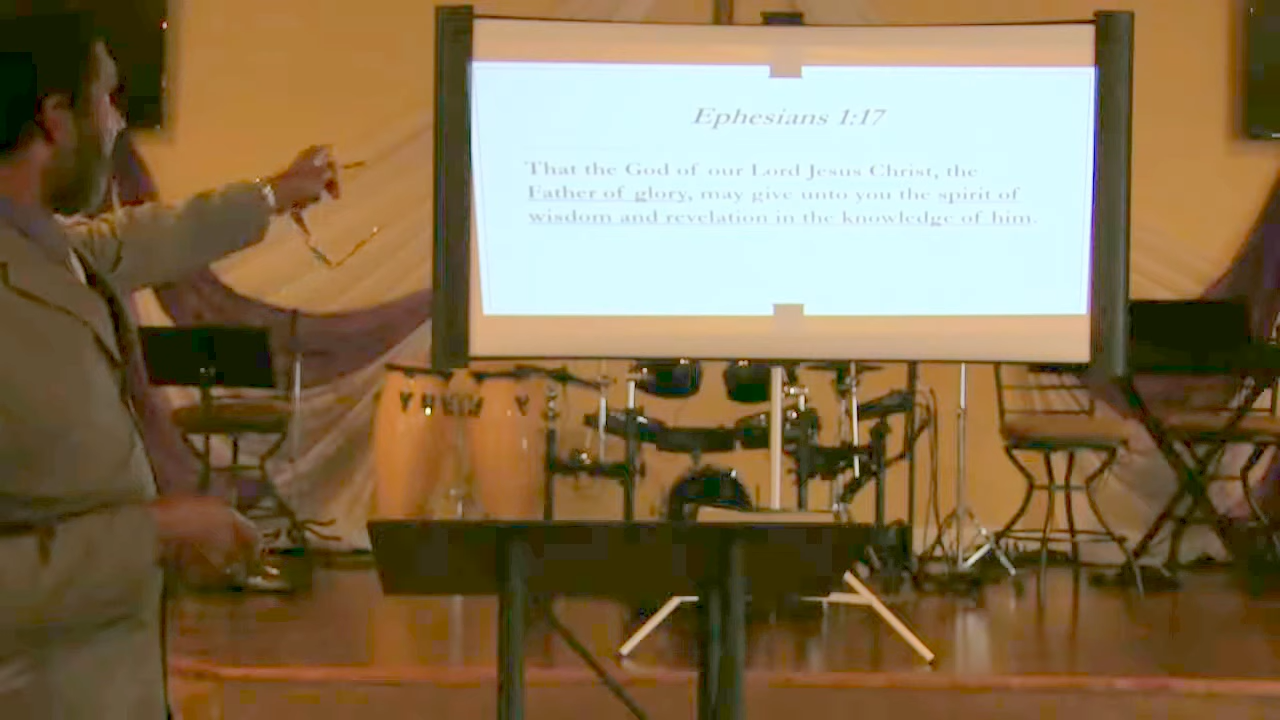 Ephesians 1:17
That the God of our Lord Jesus Christ, the
Father of glory, may give unto you the spirit of
wisdom and revelation in the knowledge of him.